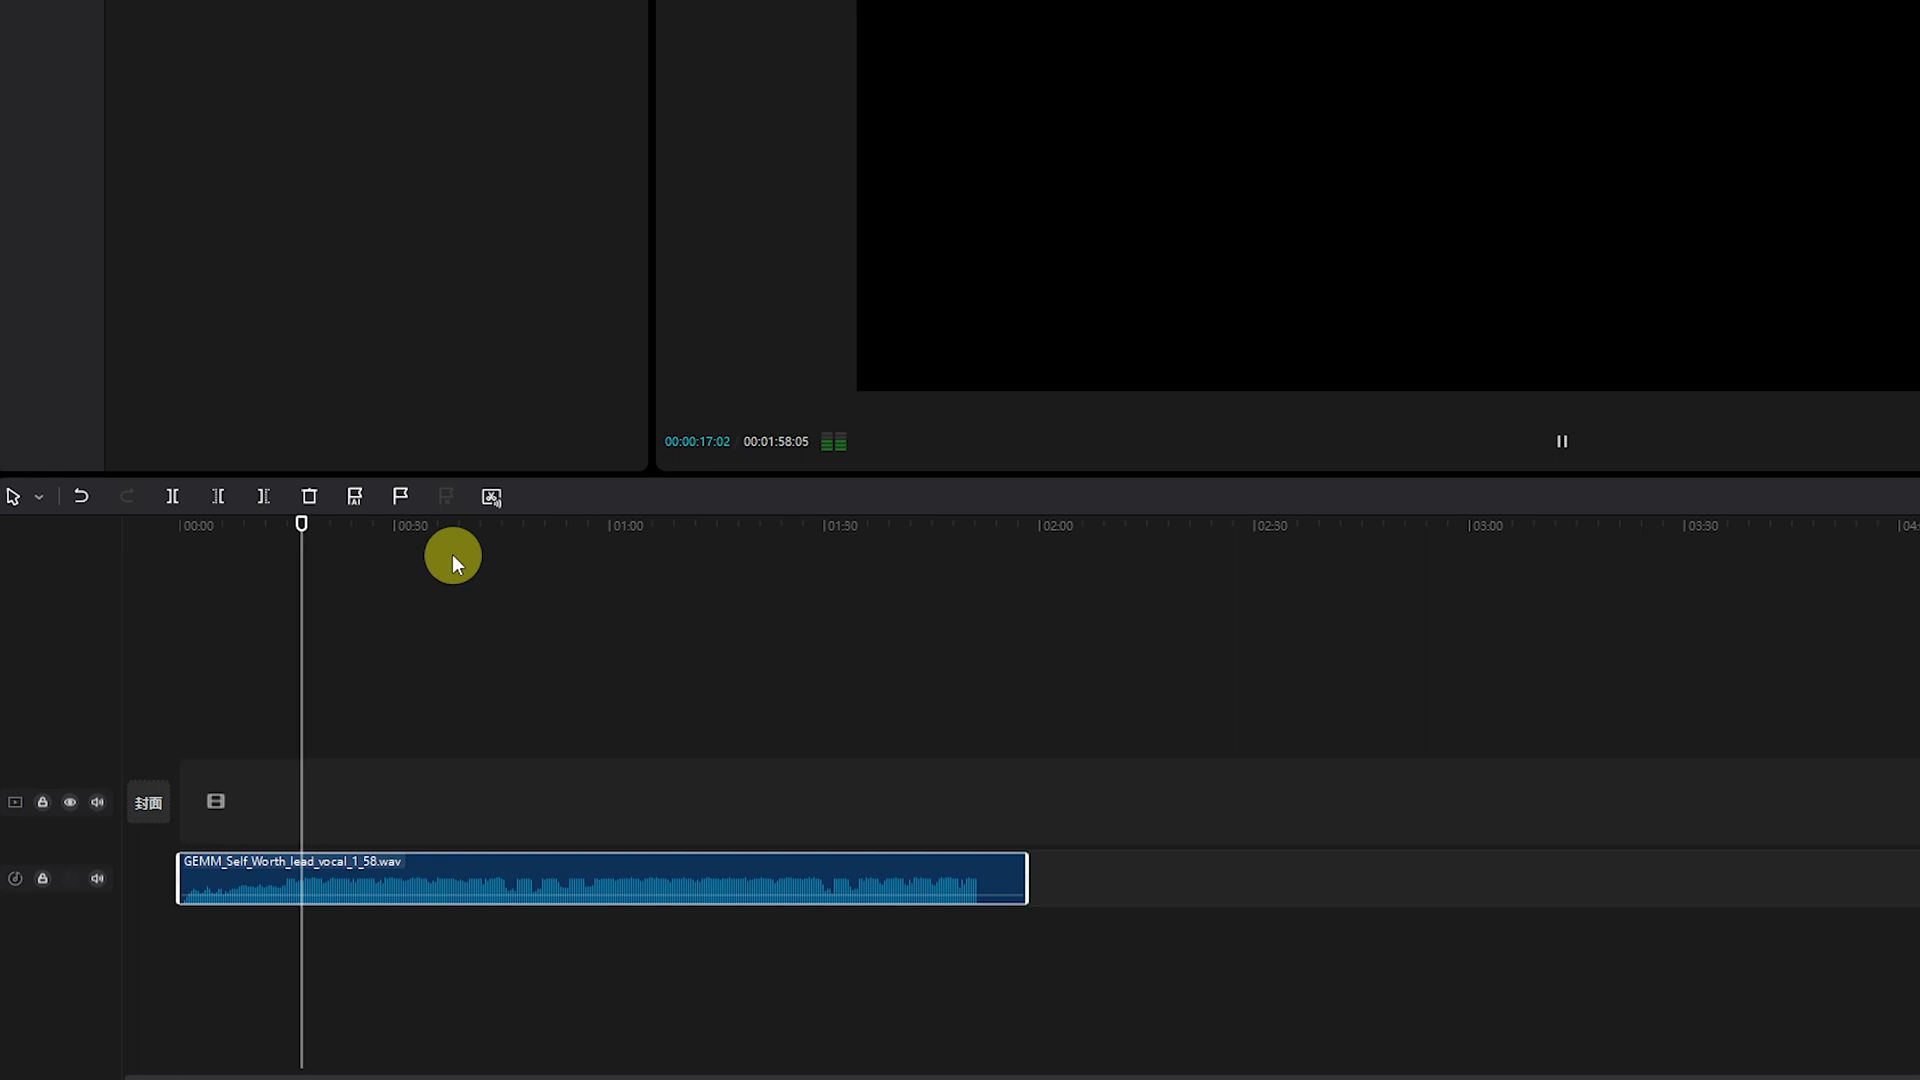 00:00:17:02 00:01:58:05
00:00 00:30 01:00 01:30 02:00 02:30 03:00 03:30 04:
封面
GEMM_Self_Worth_lead_vocal_1_58.wav